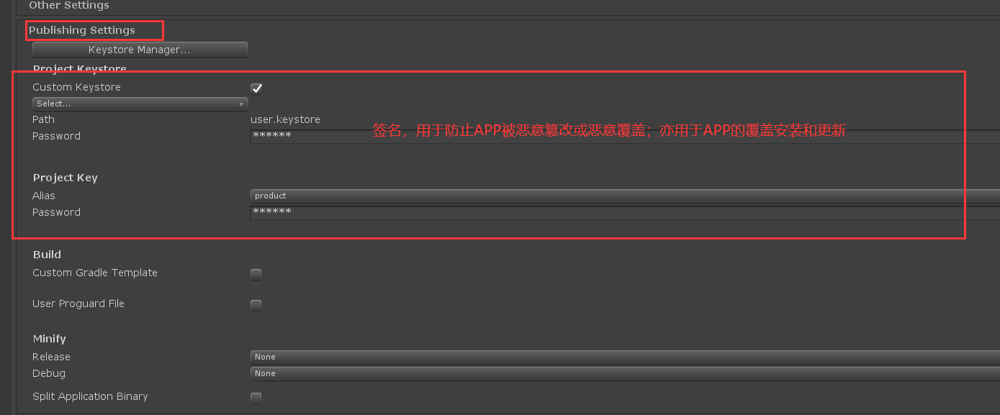 Other Settings
Publishing Settings
Keystore Manager...
Project Keystore
Custom Keystore
Select...
Path user.keystore
Password ******
签名，用于防止APP被恶意篡改或恶意覆盖；亦用于APP的覆盖安装和更新
Project Key
Alias product
Password ******
Build
Custom Gradle Template
User Proguard File
Minify
Release None
Debug None
Split Application Binary